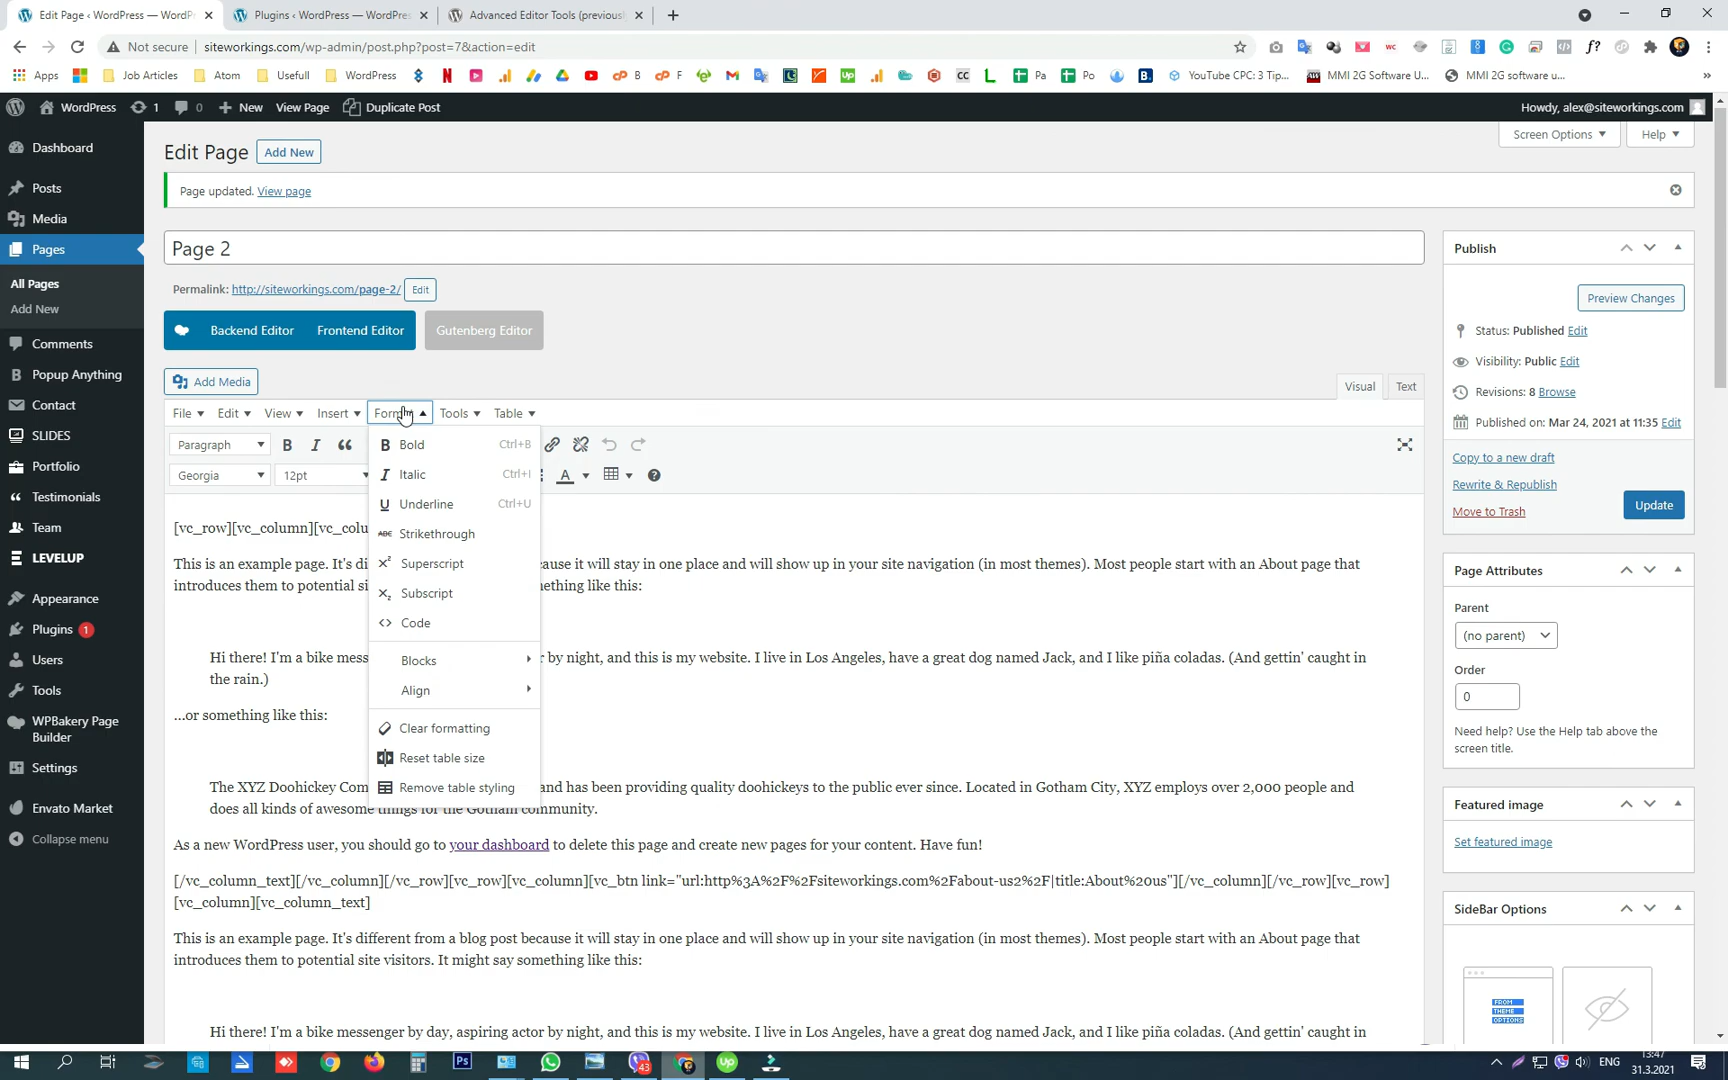 Edit Page ‹ WordPress — WordPr
Plugins ‹ WordPress — WordPres
Advanced Editor Tools (previousl
Not secure
siteworkings.com/wp-admin/post.php?post=7&action=edit
Apps
Job Articles
Atom
Usefull
WordPress
B
F
Pa
Po
YouTube CPC: 3 Tip...
MMI 2G Software U...
MMI 2G software u...
WordPress
1
0
New
View Page
Duplicate Post
Howdy, alex@siteworkings.com
Screen Options
Help
Dashboard
Posts
Media
Pages
All Pages
Add New
Comments
Popup Anything
Contact
SLIDES
Portfolio
Testimonials
Team
LEVELUP
Appearance
Plugins 1
Users
Tools
WPBakery Page
Builder
Settings
Envato Market
Collapse menu
Edit Page
Add New
Page updated. View page
Page 2
Permalink: http://siteworkings.com/page-2/ Edit
Backend Editor
Frontend Editor
Gutenberg Editor
Add Media
Visual
Text
File
Edit
View
Insert
Tools
Table
Paragraph
Georgia
12pt
Bold Ctrl+B
Italic Ctrl+I
Underline Ctrl+U
Strikethrough
Superscript
Subscript
Code
Blocks
Align
Clear formatting
Reset table size
Remove table styling
[vc_row][vc_column][vc_colu
This is an example page. It's di
ause it will stay in one place and will show up in your site navigation (in most themes). Most people start with an About page that
introduces them to potential si
ething like this:
Hi there! I'm a bike mess
r by night, and this is my website. I live in Los Angeles, have a great dog named Jack, and I like piña coladas. (And gettin' caught in
the rain.)
...or something like this:
The XYZ Doohickey Com
and has been providing quality doohickeys to the public ever since. Located in Gotham City, XYZ employs over 2,000 people and
does all kinds of awesome things for the Gotham community.
As a new WordPress user, you should go to your dashboard to delete this page and create new pages for your content. Have fun!
[/vc_column_text][/vc_column][/vc_row][vc_row][vc_column][vc_btn link="url:http%3A%2F%2Fsiteworkings.com%2Fabout-us2%2F|title:About%20us"][/vc_column][/vc_row][vc_row]
[vc_column][vc_column_text]
This is an example page. It's different from a blog post because it will stay in one place and will show up in your site navigation (in most themes). Most people start with an About page that
introduces them to potential site visitors. It might say something like this:
Hi there! I'm a bike messenger by day, aspiring actor by night, and this is my website. I live in Los Angeles, have a great dog named Jack, and I like piña coladas. (And gettin' caught in
Publish
Preview Changes
Status: Published Edit
Visibility: Public Edit
Revisions: 8 Browse
Published on: Mar 24, 2021 at 11:35 Edit
Copy to a new draft
Rewrite & Republish
Move to Trash
Update
Page Attributes
Parent
(no parent)
Order
0
Need help? Use the Help tab above the
screen title.
Featured image
Set featured image
SideBar Options
FROM
THEME
OPTIONS
43
ENG
13:47
31.3.2021